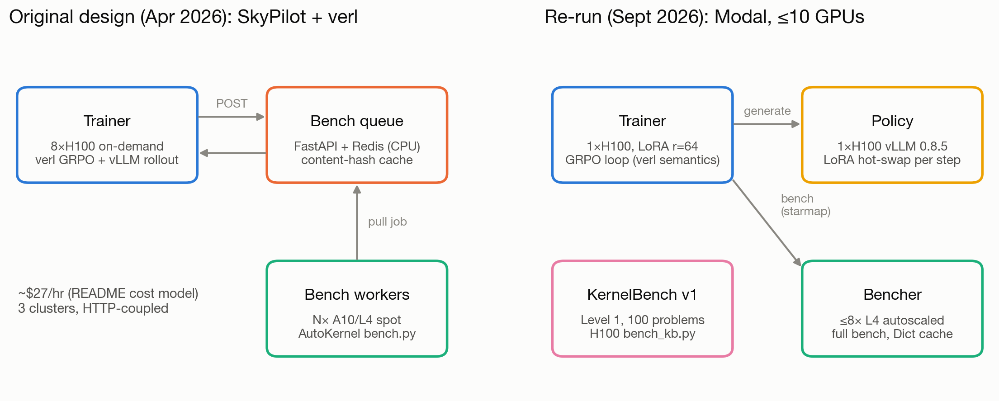 Original design (Apr 2026): SkyPilot + verl
POST
Trainer
8×H100 on-demand
verl GRPO + vLLM rollout
Bench queue
FastAPI + Redis (CPU)
content-hash cache
pull job
~$27/hr (README cost model)
3 clusters, HTTP-coupled
Bench workers
N× A10/L4 spot
AutoKernel bench.py
Re-run (Sept 2026): Modal, ≤10 GPUs
Trainer
1×H100, LoRA r=64
GRPO loop (verl semantics)
generate
Policy
1×H100 vLLM 0.8.5
LoRA hot-swap per step
bench
(starmap)
KernelBench v1
Level 1, 100 problems
H100 bench_kb.py
Bencher
≤8× L4 autoscaled
full bench, Dict cache